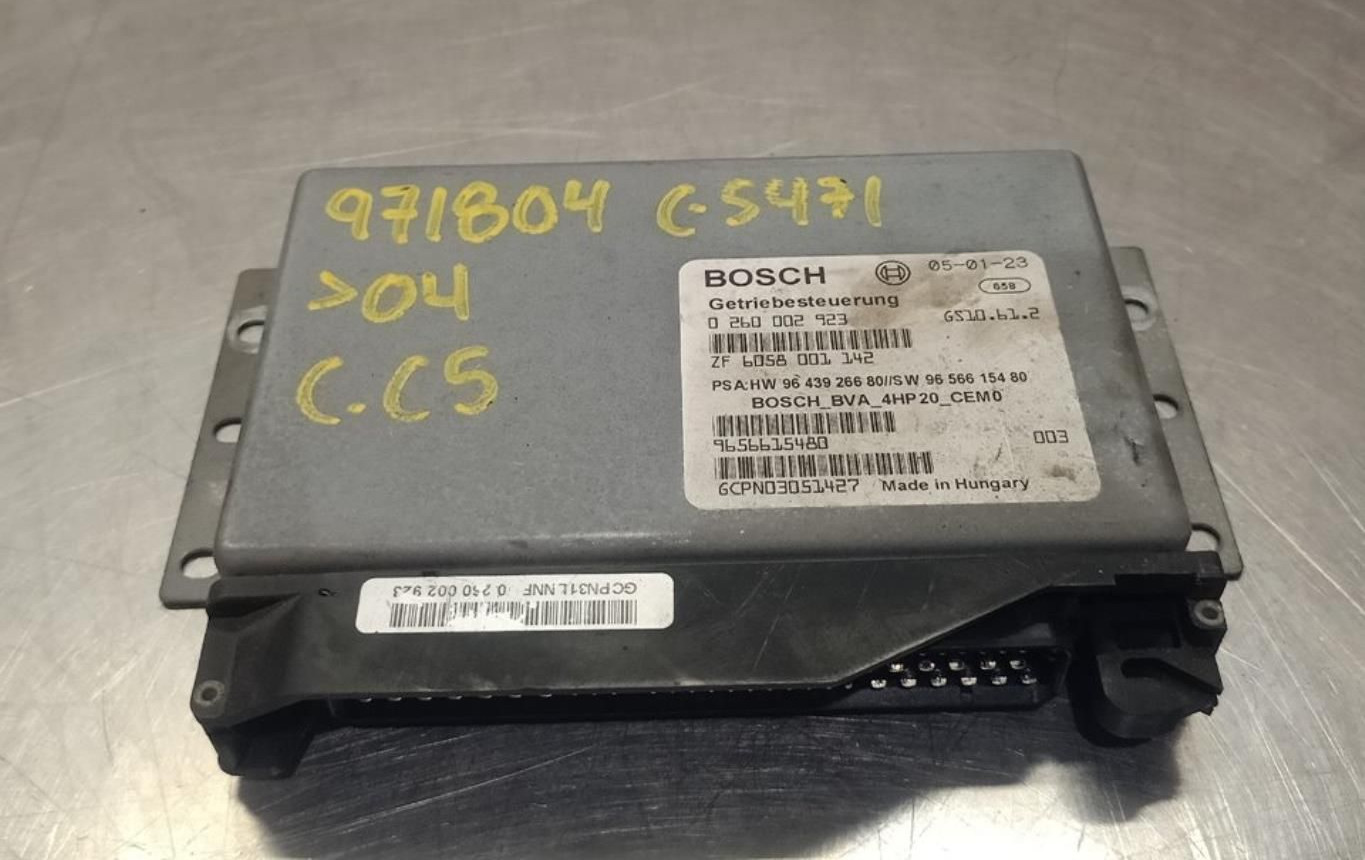 971804 C.5471
>04
C.C5
BOSCH 05-01-23
658
Getriebesteuerung
0 260 002 923 GS10.61.2
ZF 6058 001 142
PSA:HW 96 439 266 80//SW 96 566 154 80
BOSCH_BVA_4HP20_CEM0
9656615480 003
GCPN03051427 Made in Hungary
GCPN31LNNF 0 260 002 923